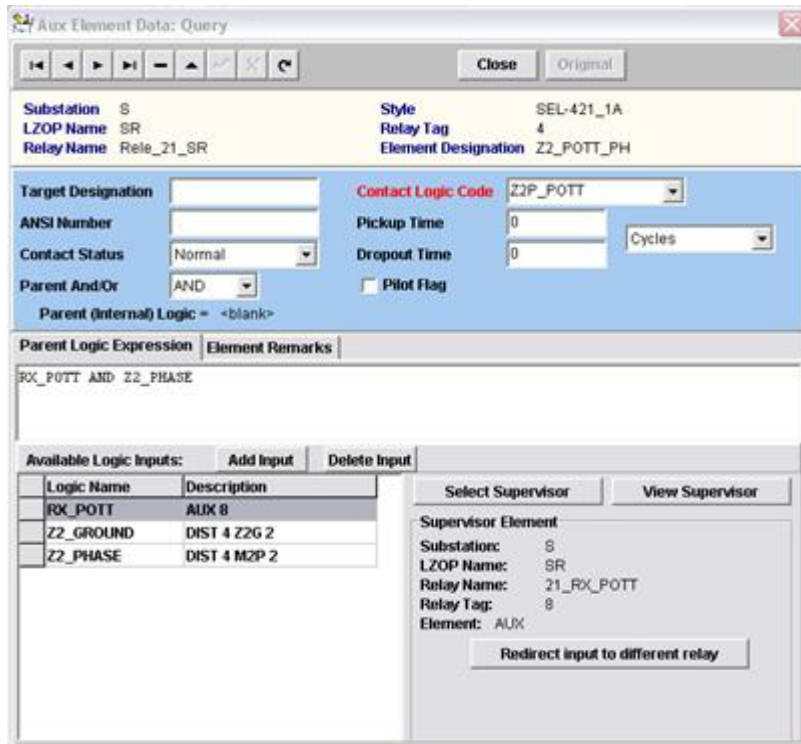 Aux Element Data: Query
Close Original
Substation S Style SEL-421_1A
LZOP Name SR Relay Tag 4
Relay Name Rele_21_SR Element Designation Z2_POTT_PH
Target Designation Contact Logic Code Z2P_POTT
ANSI Number Pickup Time 0
Contact Status Normal Dropout Time 0 Cycles
Parent And/Or AND Pilot Flag
Parent (Internal) Logic = <blank>
Parent Logic Expression Element Remarks
RX_POTT AND Z2_PHASE
Available Logic Inputs: Add Input Delete Input
Logic Name Description Select Supervisor View Supervisor
RX_POTT AUX 8
Z2_GROUND DIST 4 Z2G 2
Z2_PHASE DIST 4 M2P 2
Supervisor Element
Substation: S
LZOP Name: SR
Relay Name: 21_RX_POTT
Relay Tag: 8
Element: AUX
Redirect input to different relay